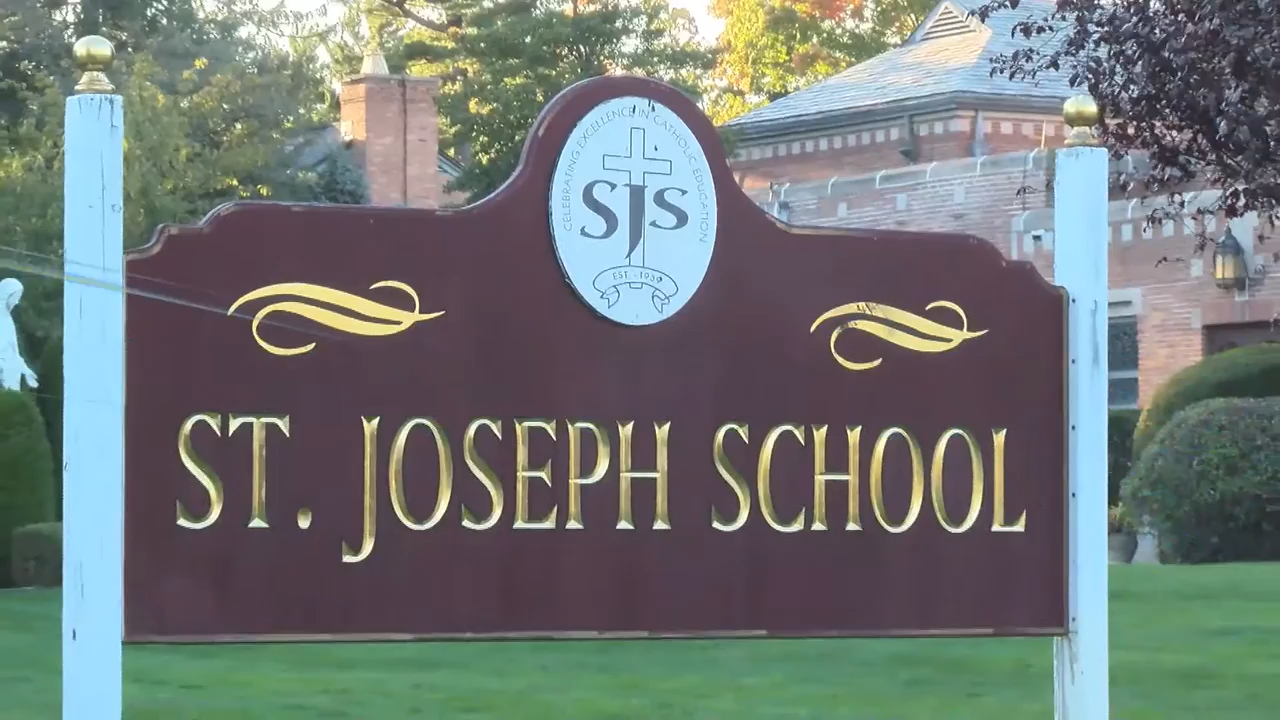 CELEBRATING EXCELLENCE IN CATHOLIC EDUCATION
SJS
EST - 1930
ST. JOSEPH SCHOOL